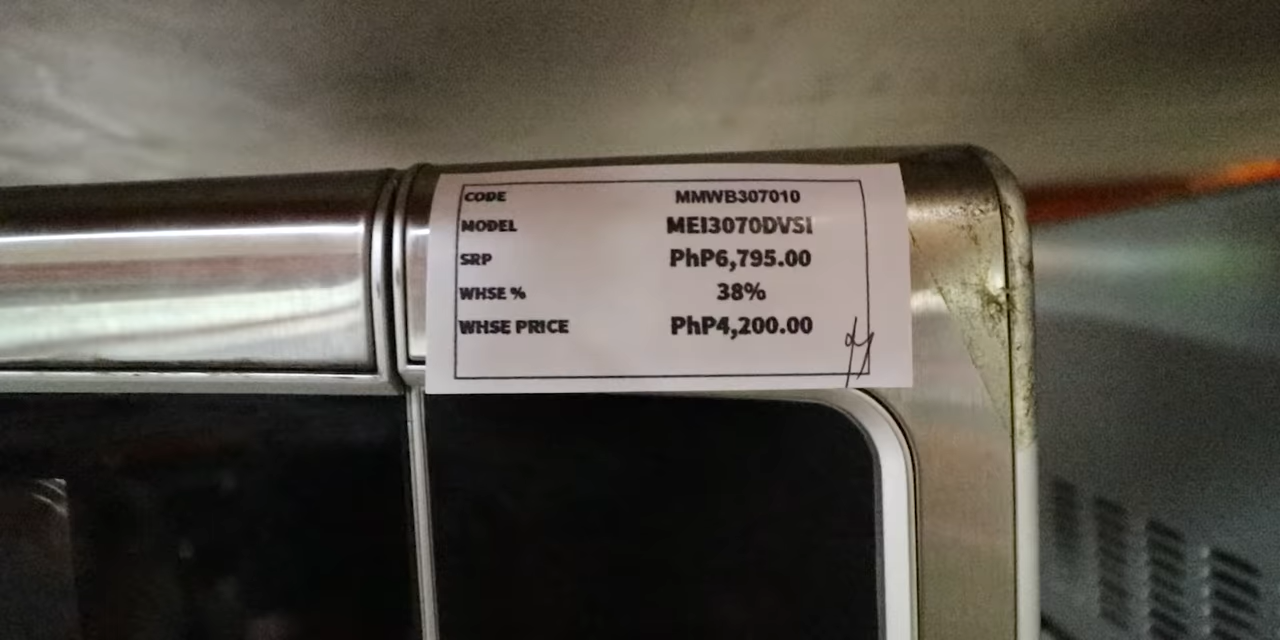 CODE MMWB307010
MODEL MEI3070DVSI
SRP PhP6,795.00
WHSE % 38%
WHSE PRICE PhP4,200.00